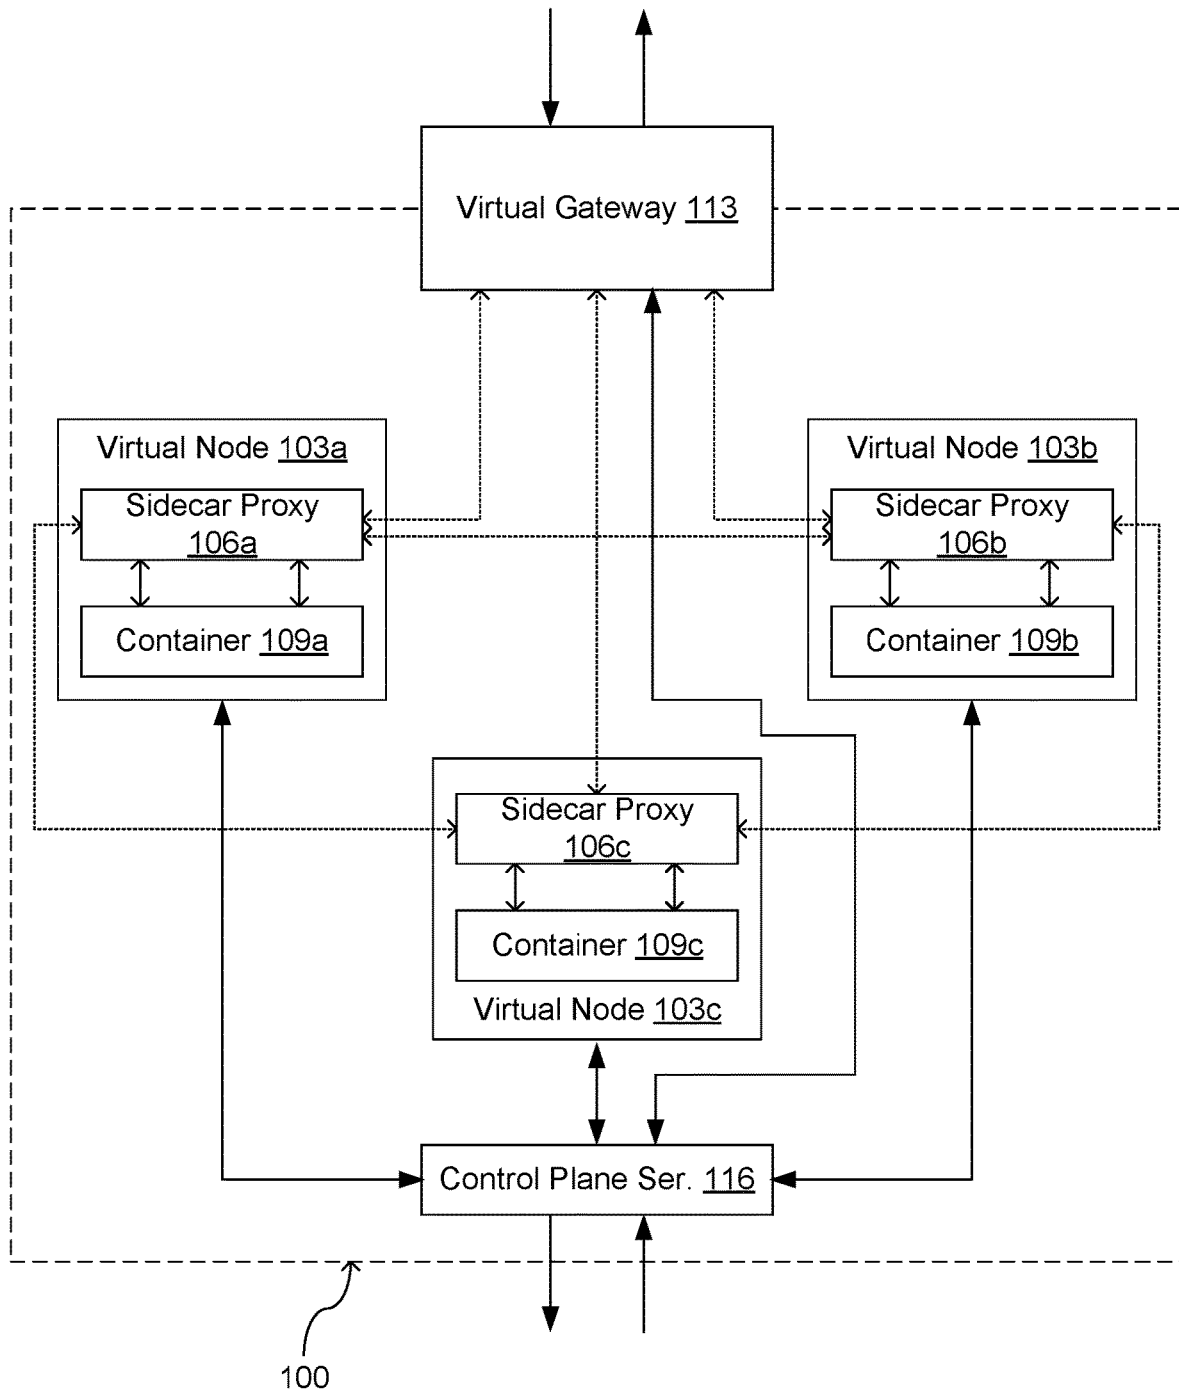 Virtual Gateway 113
Virtual Node 103a
Sidecar Proxy
106a
Container 109a
Virtual Node 103b
Sidecar Proxy
106b
Container 109b
Sidecar Proxy
106c
Container 109c
Virtual Node 103c
Control Plane Ser. 116
100